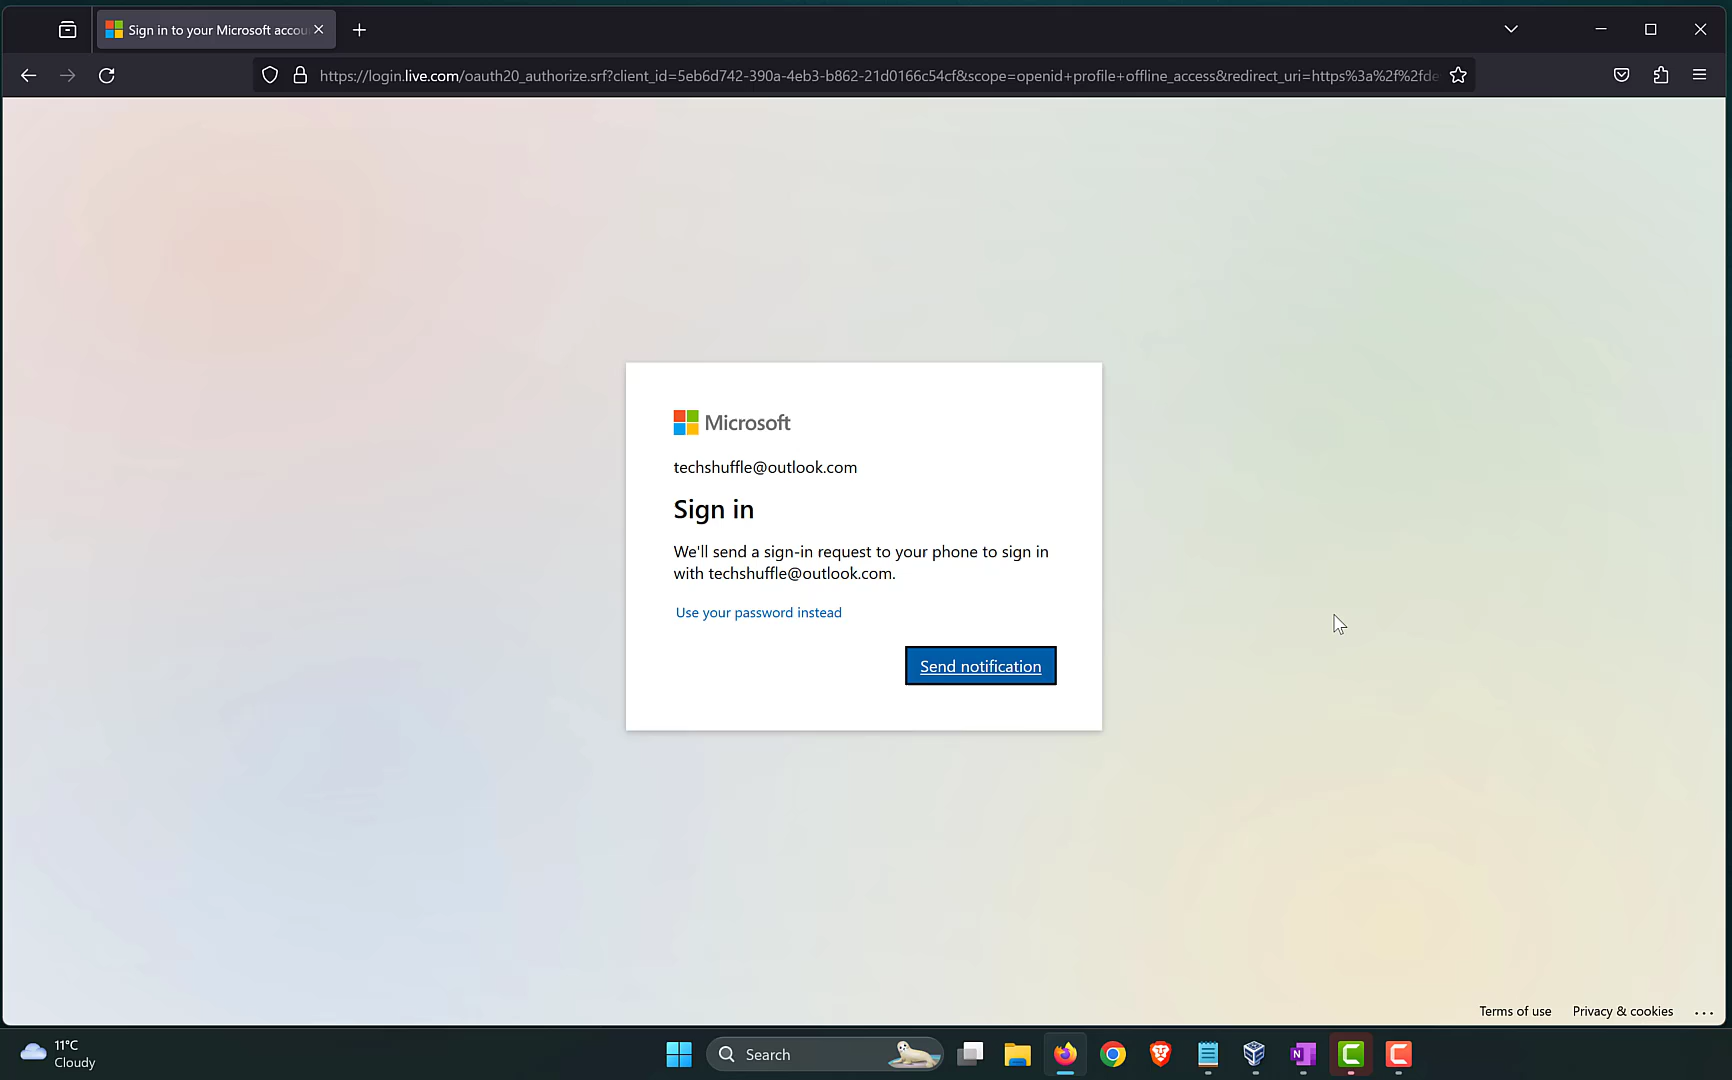 Sign in to your Microsoft accou
https://login.live.com/oauth20_authorize.srf?client_id=5eb6d742-390a-4eb3-b862-21d0166c54cf&scope=openid+profile+offline_access&redirect_uri=https%3a%2f%2fde
Microsoft
techshuffle@outlook.com
Sign in
We'll send a sign-in request to your phone to sign in
with techshuffle@outlook.com.
Use your password instead
Send notification
Terms of use Privacy & cookies ...
11°C
Cloudy
Search